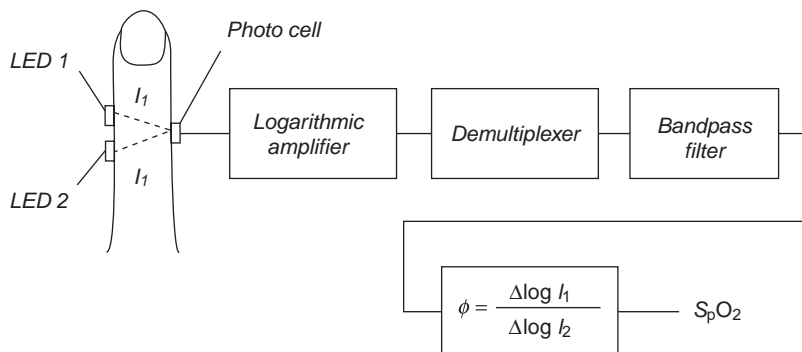 Photo cell
LED 1
I1
Logarithmic
amplifier
Demultiplexer
Bandpass
filter
I1
LED 2
ϕ = Δlog I1 / Δlog I2
SpO2